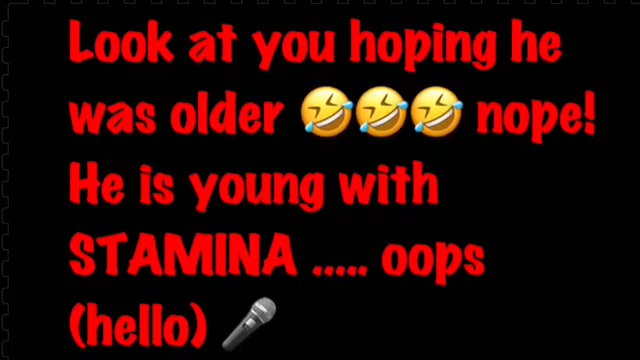 Look at you hoping he
was older 🤣🤣🤣 nope!
He is young with
STAMINA ..... oops
(hello) 🎤